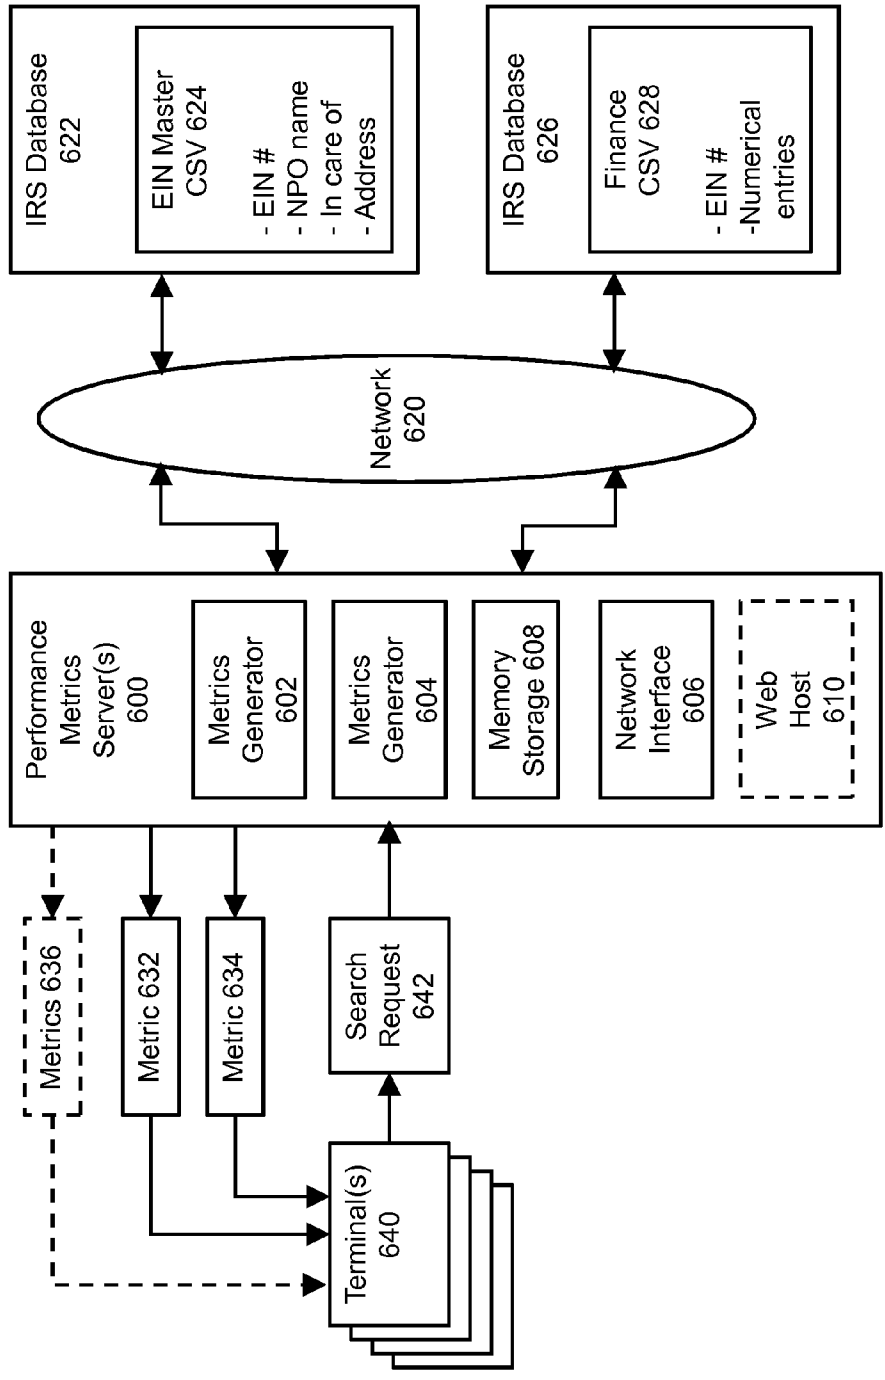 Metrics 636
Metric 632
Metric 634
Terminal(s)
640
Search
Request
642
Performance
Metrics
Server(s)
600
Metrics
Generator
602
Metrics
Generator
604
Memory
Storage 608
Network
Interface
606
Web
Host
610
Network
620
IRS Database
622
EIN Master
CSV 624
- EIN #
- NPO name
- In care of
- Address
IRS Database
626
Finance
CSV 628
- EIN #
-Numerical
entries